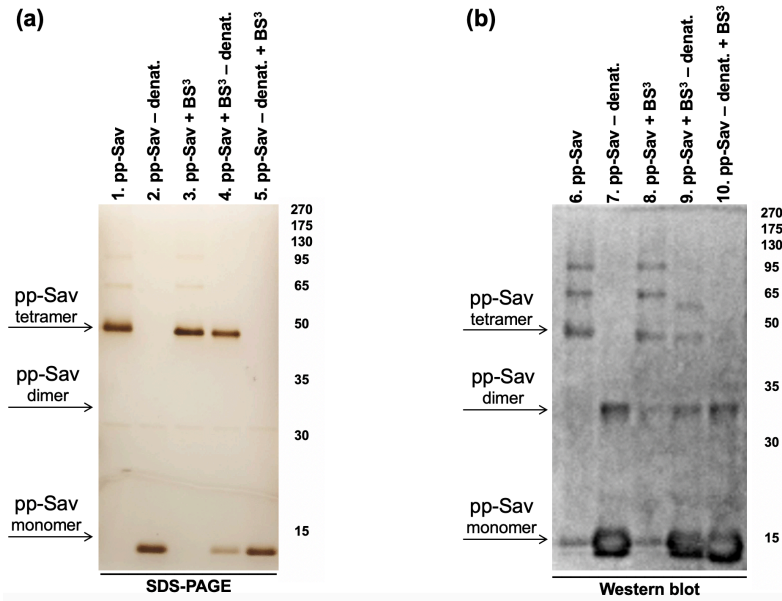 (a)
1. pp-Sav
2. pp-Sav – denat.
3. pp-Sav + BS³
4. pp-Sav + BS³ – denat.
5. pp-Sav – denat. + BS³
270
175
130
95
65
50
35
30
15
pp-Sav
tetramer
pp-Sav
dimer
pp-Sav
monomer
SDS-PAGE
(b)
6. pp-Sav
7. pp-Sav – denat.
8. pp-Sav + BS³
9. pp-Sav + BS³ – denat.
10. pp-Sav – denat. + BS³
270
175
130
95
65
50
35
30
15
pp-Sav
tetramer
pp-Sav
dimer
pp-Sav
monomer
Western blot